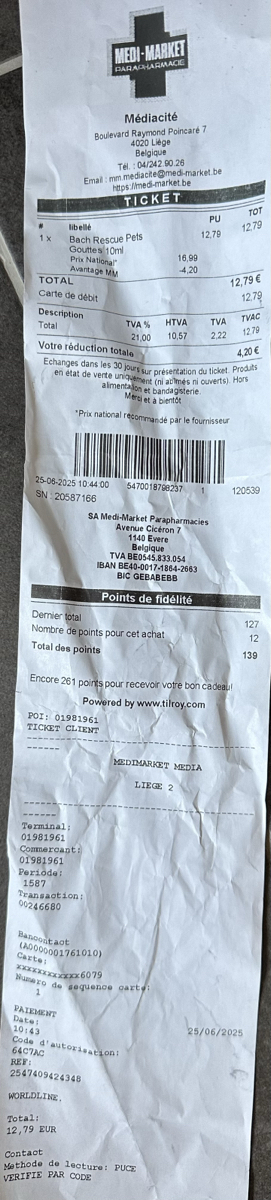 MEDI-MARKET
PARAPHARMACIE
Médiacité
Boulevard Raymond Poincaré 7
4020 Liège
Belgique
Tél. : 04/242.90.26
Email : mm.mediacite@medi-market.be
https://medi-market.be
TICKET
# libellé PU TOT
1 x Bach Rescue Pets 12,79 12,79
Gouttes 10ml
Prix National* 16,99
Avantage MM -4,20
TOTAL 12,79 €
Carte de débit 12,79
Description TVA % HTVA TVA TVAC
Total 21,00 10,57 2,22 12,79
Votre réduction totale 4,20 €
Echanges dans les 30 jours sur présentation du ticket. Produits
en état de vente uniquement (ni abîmés ni ouverts). Hors
alimentation et bandagisterie.
Merci et à bientôt
*Prix national recommandé par le fournisseur
25-06-2025 10:44:00 5470018798237 1 120539
SN : 20587166
SA Medi-Market Parapharmacies
Avenue Cicéron 7
1140 Evere
Belgique
TVA BE0545.833.054
IBAN BE40-0017-1864-2663
BIC GEBABEBB
Points de fidélité
Dernier total 127
Nombre de points pour cet achat 12
Total des points 139
Encore 261 points pour recevoir votre bon cadeau!
Powered by www.tilroy.com
POI: 01981961
TICKET CLIENT
MEDIMARKET MEDIA
LIEGE 2
Terminal:
01981961
Commercant:
01981961
Periode:
1587
Transaction:
00246680
Bancontact
(A0000001761010)
Carte:
xxxxxxxxxxxx6079
Numero de sequence carte:
1
PAIEMENT
Date: 25/06/2025
10:43
Code d'autorisation:
64C7AC
REF:
2547409424348
WORLDLINE.
Total:
12,79 EUR
Contact
Methode de lecture: PUCE
VERIFIE PAR CODE